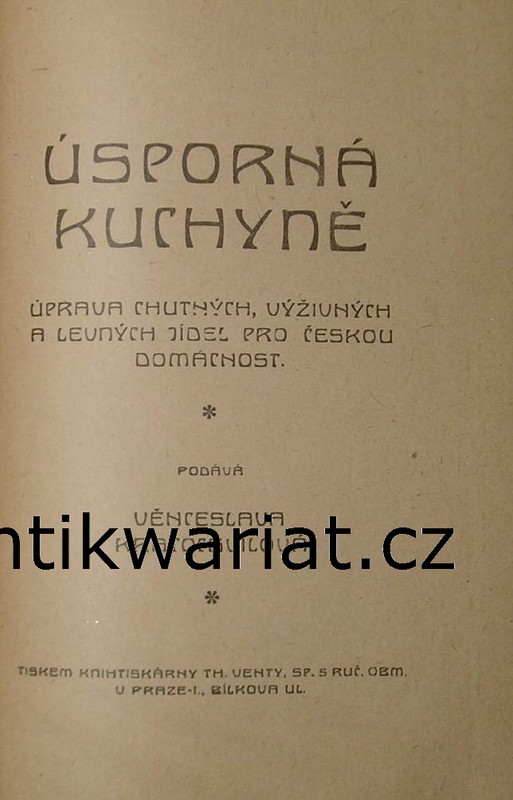 ÚSPORNÁ
KUCHYNĚ
ÚPRAVA CHUTNÝCH, VÝŽIVNÝCH
A LEVNÝCH JÍDEL PRO ČESKOU
DOMÁCNOST.
*
PODÁVÁ
VĚNCESLAVA
ntikwariat.cz
*
TISKEM KNIHTISKÁRNY TH. VENTY, SP. S RUČ. OBM.
V PRAZE-I., BÍLKOVA UL.